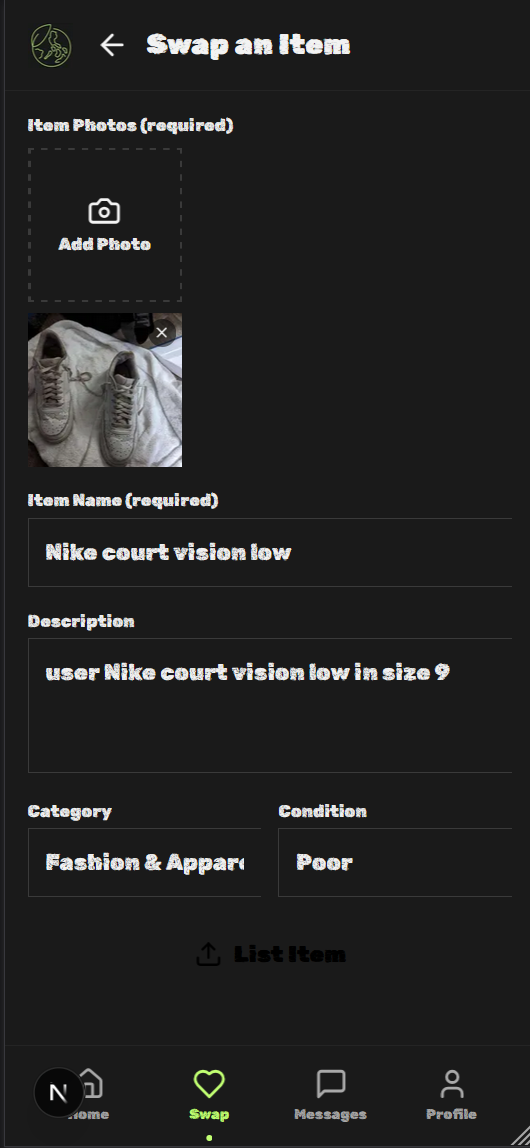 Swap an Item
Item Photos (required)
Add Photo
Item Name (required)
Nike court vision low
Description
user Nike court vision low in size 9
Category
Condition
Fashion & Appare
Poor
List Item
N
Home
Swap
Messages
Profile